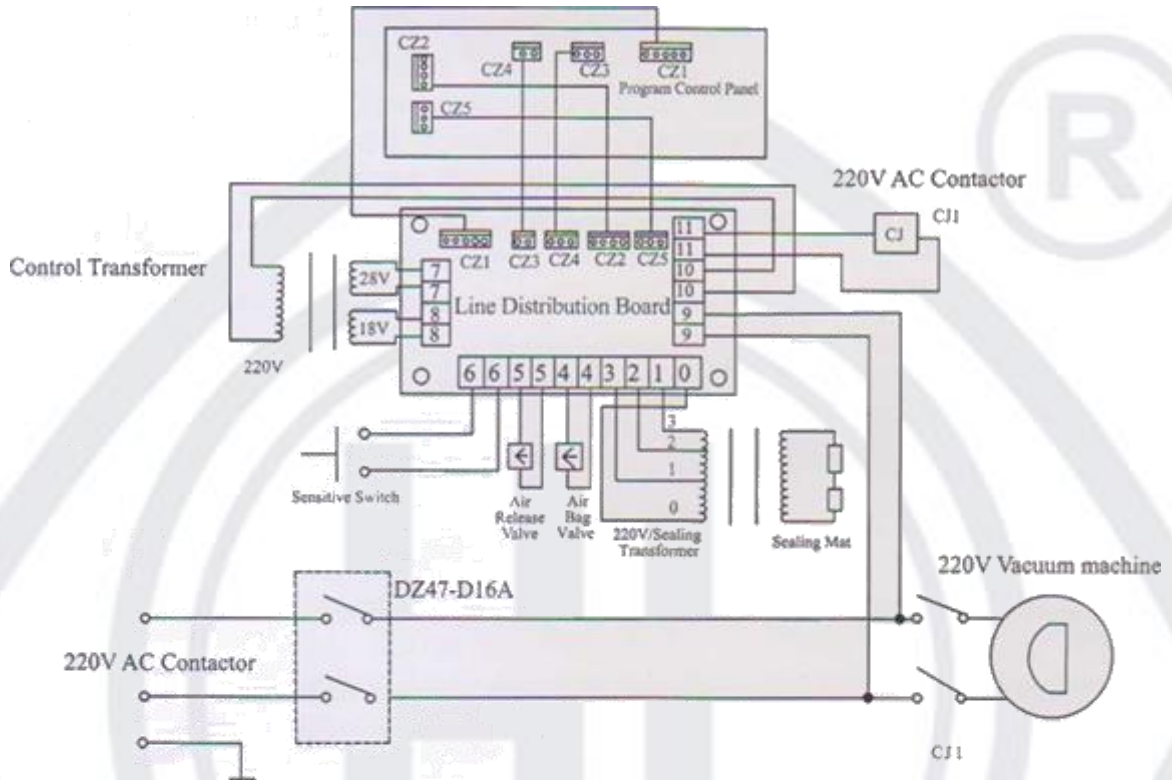 CZ2
CZ4
CZ3
CZ1
Program Control Panel
CZ5
220V AC Contactor
CJ1
CJ
Control Transformer
28V
18V
220V
7
7
8
8
CZ1
CZ3
CZ4
CZ2
CZ5
Line Distribution Board
11
11
10
10
9
9
6 6 5 5 4 4 3 2 1 0
Sensitive Switch
Air
Release
Valve
Air
Bag
Valve
3
2
1
0
220V/Sealing
Transformer
Sealing Mat
DZ47-D16A
220V AC Contactor
220V Vacuum machine
CJ1
R